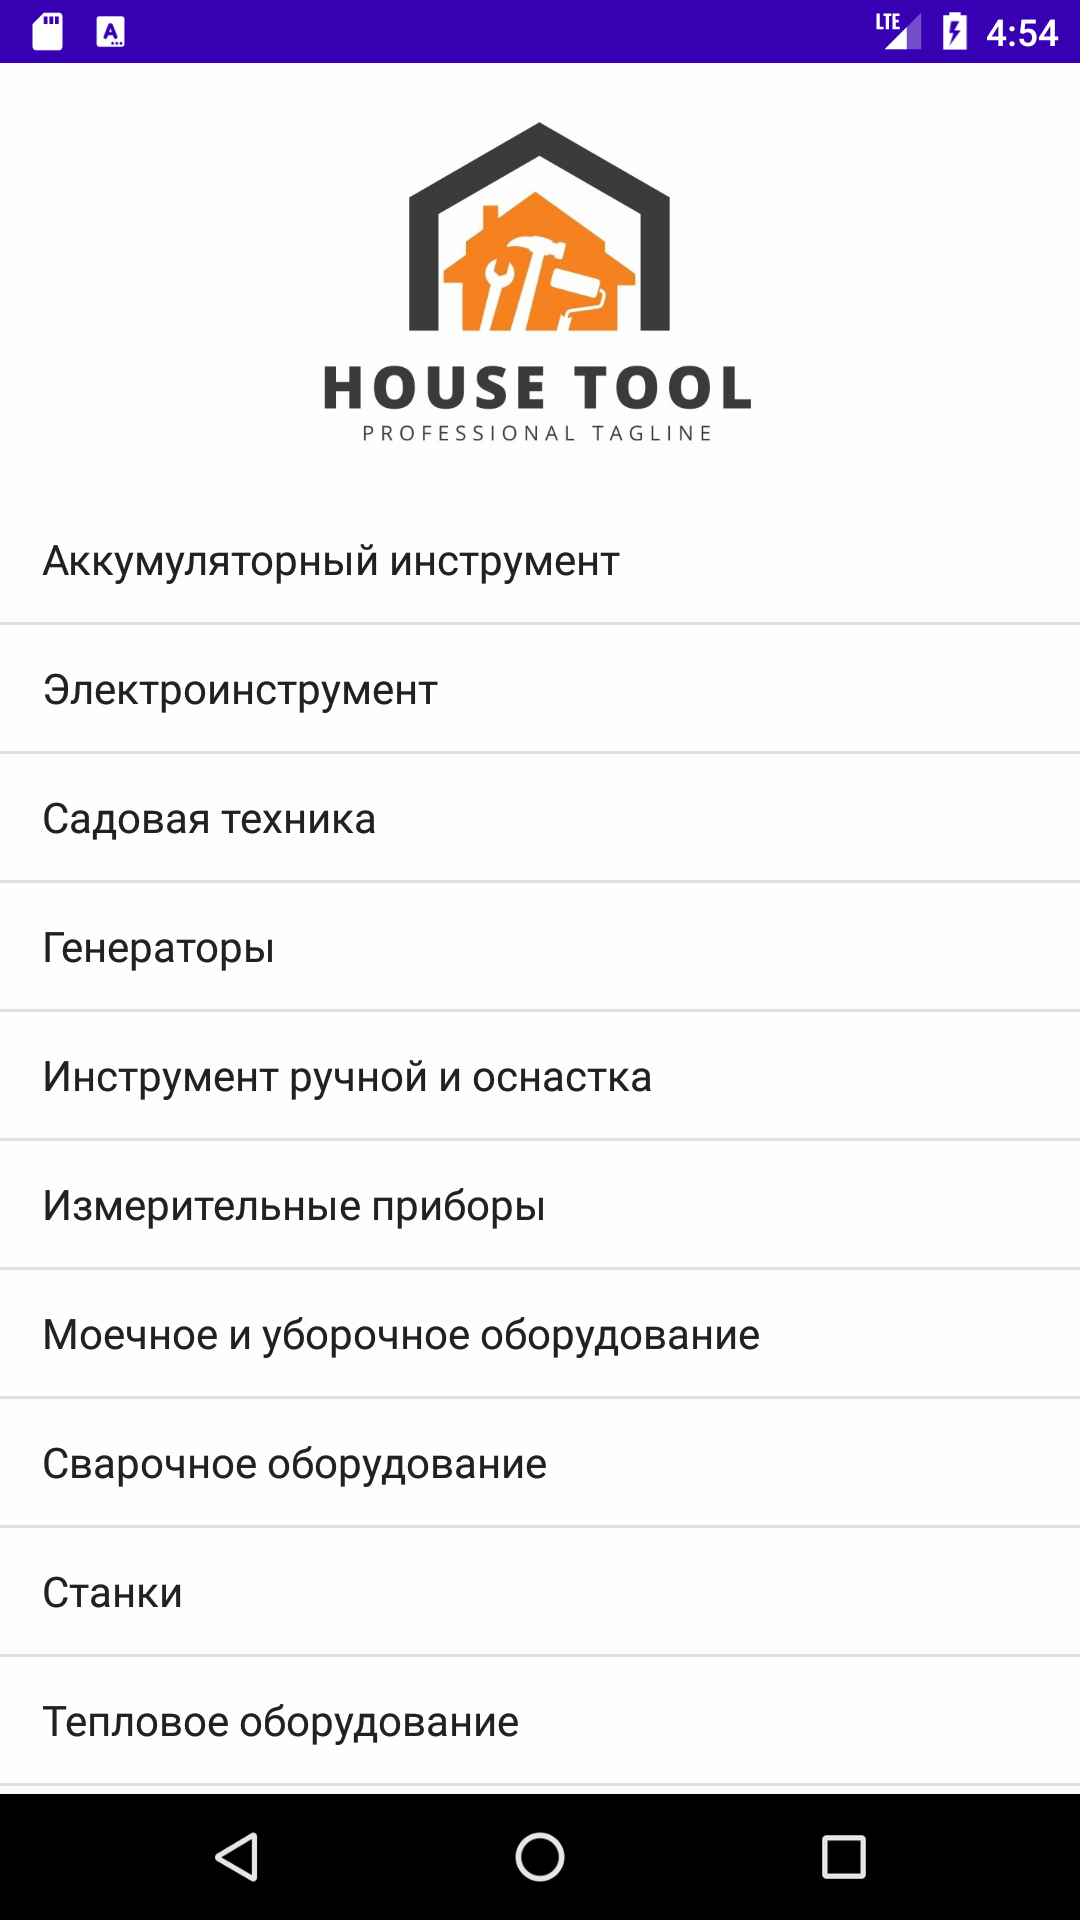 LTE 4:54
HOUSE TOOL
PROFESSIONAL TAGLINE
Аккумуляторный инструмент
Электроинструмент
Садовая техника
Генераторы
Инструмент ручной и оснастка
Измерительные приборы
Моечное и уборочное оборудование
Сварочное оборудование
Станки
Тепловое оборудование